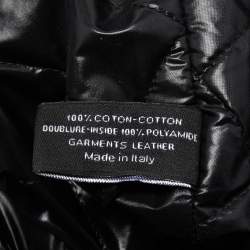 100% COTON-COTTON
DOUBLURE-INSIDE 100% POLYAMIDE
GARMENTS LEATHER
Made in Italy